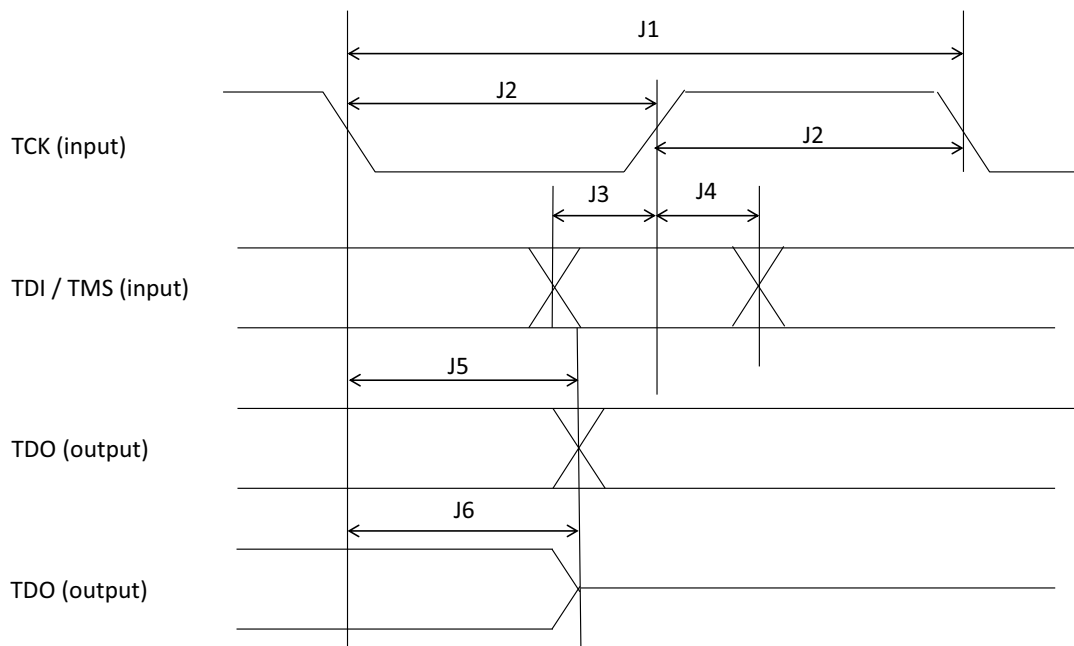 J1
J2
TCK (input)
J2
J3
J4
TDI / TMS (input)
J5
TDO (output)
J6
TDO (output)